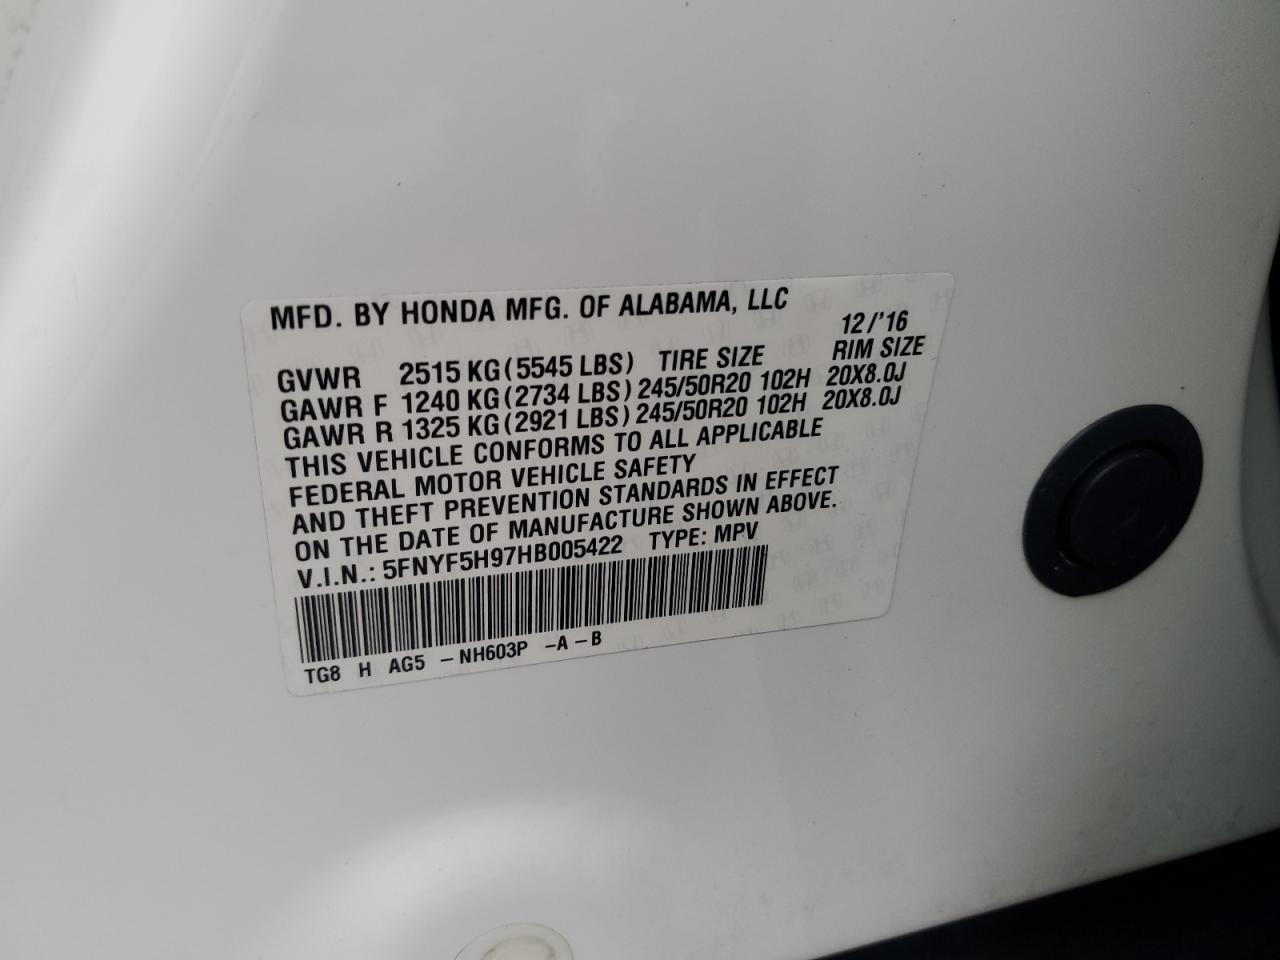 MFD. BY HONDA MFG. OF ALABAMA, LLC
12/'16
GVWR 2515 KG (5545 LBS) TIRE SIZE RIM SIZE
GAWR F 1240 KG (2734 LBS) 245/50R20 102H 20X8.0J
GAWR R 1325 KG (2921 LBS) 245/50R20 102H 20X8.0J
THIS VEHICLE CONFORMS TO ALL APPLICABLE
FEDERAL MOTOR VEHICLE SAFETY
AND THEFT PREVENTION STANDARDS IN EFFECT
ON THE DATE OF MANUFACTURE SHOWN ABOVE.
V.I.N.: 5FNYF5H97HB005422 TYPE: MPV
TG8 H AG5 -NH603P -A-B